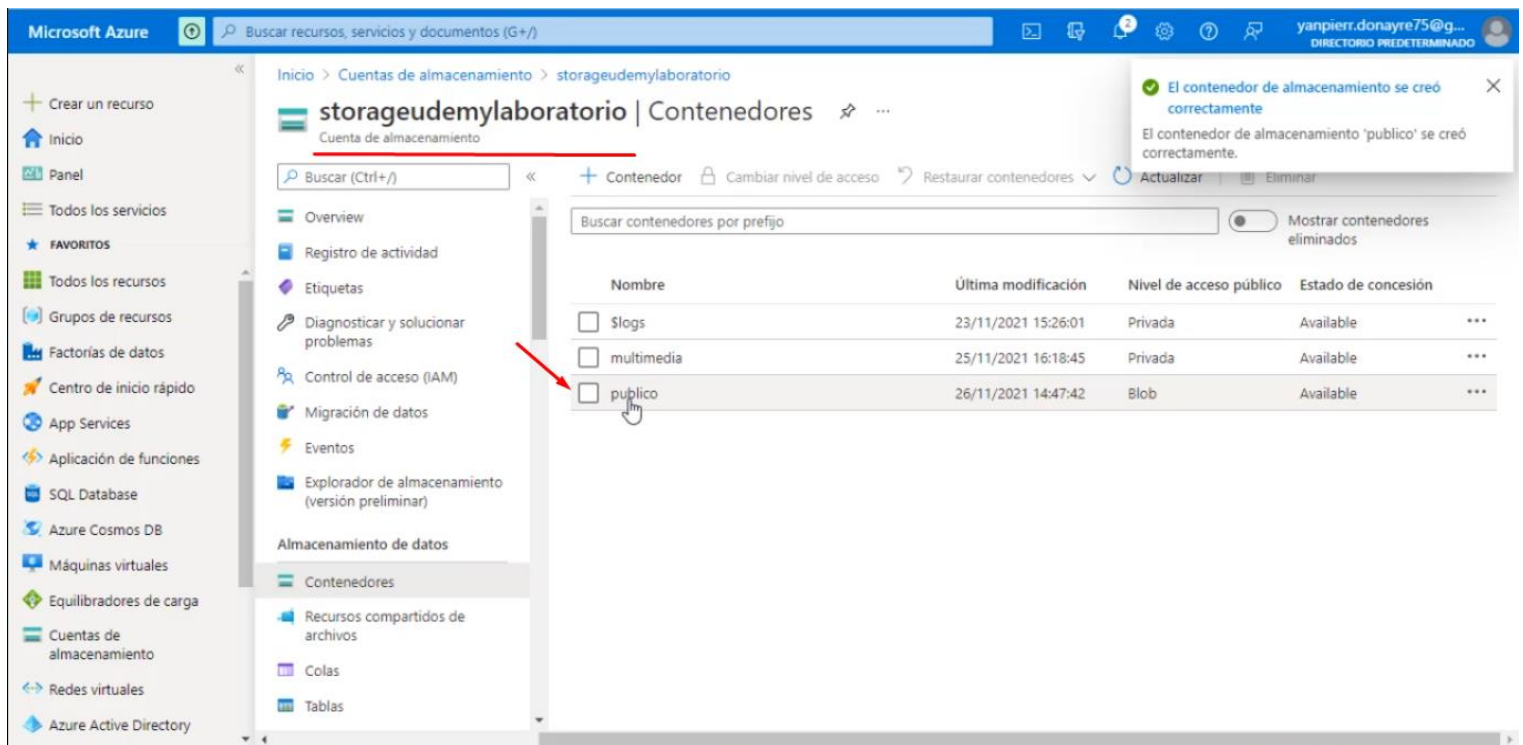 Microsoft Azure
Buscar recursos, servicios y documentos (G+/)
2
yanpierr.donayre75@g...
DIRECTORIO PREDETERMINADO
«
Crear un recurso
Inicio
Panel
Todos los servicios
FAVORITOS
Todos los recursos
Grupos de recursos
Factorías de datos
Centro de inicio rápido
App Services
Aplicación de funciones
SQL Database
Azure Cosmos DB
Máquinas virtuales
Equilibradores de carga
Cuentas de
almacenamiento
Redes virtuales
Azure Active Directory
Inicio > Cuentas de almacenamiento > storageudemylaboratorio
storageudemylaboratorio | Contenedores ...
Cuenta de almacenamiento
Buscar (Ctrl+/)
«
Overview
Registro de actividad
Etiquetas
Diagnosticar y solucionar
problemas
Control de acceso (IAM)
Migración de datos
Eventos
Explorador de almacenamiento
(versión preliminar)
Almacenamiento de datos
Contenedores
Recursos compartidos de
archivos
Colas
Tablas
El contenedor de almacenamiento se creó
correctamente
El contenedor de almacenamiento 'publico' se creó
correctamente.
+ Contenedor Cambiar nivel de acceso Restaurar contenedores Actualizar Eliminar
Buscar contenedores por prefijo
Mostrar contenedores
eliminados
Nombre Última modificación Nivel de acceso público Estado de concesión
$logs 23/11/2021 15:26:01 Privada Available ...
multimedia 25/11/2021 16:18:45 Privada Available ...
publico 26/11/2021 14:47:42 Blob Available ...